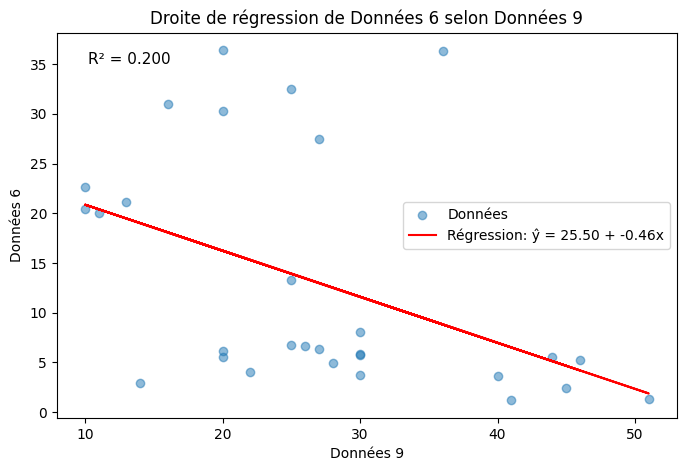 Droite de régression de Données 6 selon Données 9
R² = 0.200
Données 6
35
30
25
20
15
10
5
0
Données
Régression: ŷ = 25.50 + -0.46x
10 20 30 40 50
Données 9